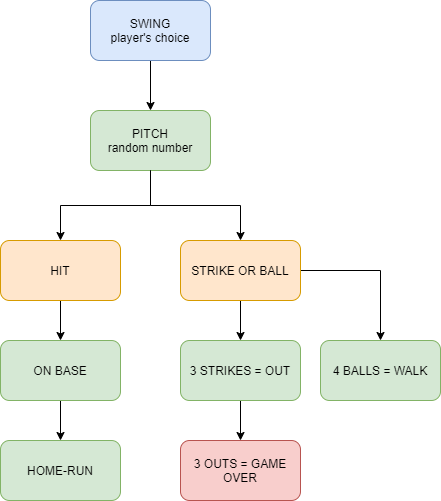 SWING
player's choice
PITCH
random number
HIT
STRIKE OR BALL
ON BASE
3 STRIKES = OUT
4 BALLS = WALK
HOME-RUN
3 OUTS = GAME
OVER